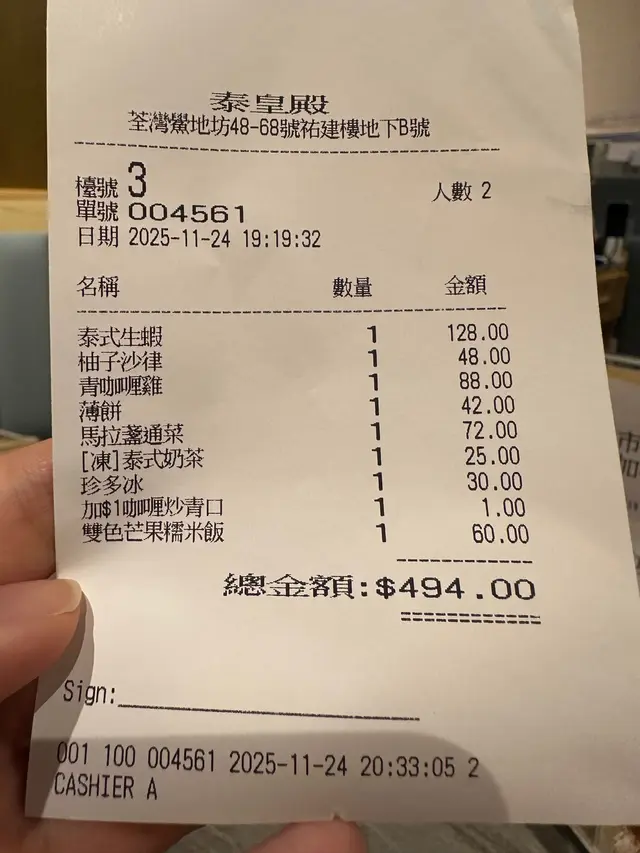 泰皇殿
荃灣鱟地坊48-68號祐建樓地下B號
檯號 3 人數 2
單號 004561
日期 2025-11-24 19:19:32
名稱 數量 金額
泰式生蝦 1 128.00
柚子沙律 1 48.00
青咖喱雞 1 88.00
薄餅 1 42.00
馬拉盞通菜 1 72.00
[凍]泰式奶茶 1 25.00
珍多冰 1 30.00
加$1咖喱炒青口 1 1.00
雙色芒果糯米飯 1 60.00
總金額:$494.00
Sign:
001 100 004561 2025-11-24 20:33:05 2
CASHIER A